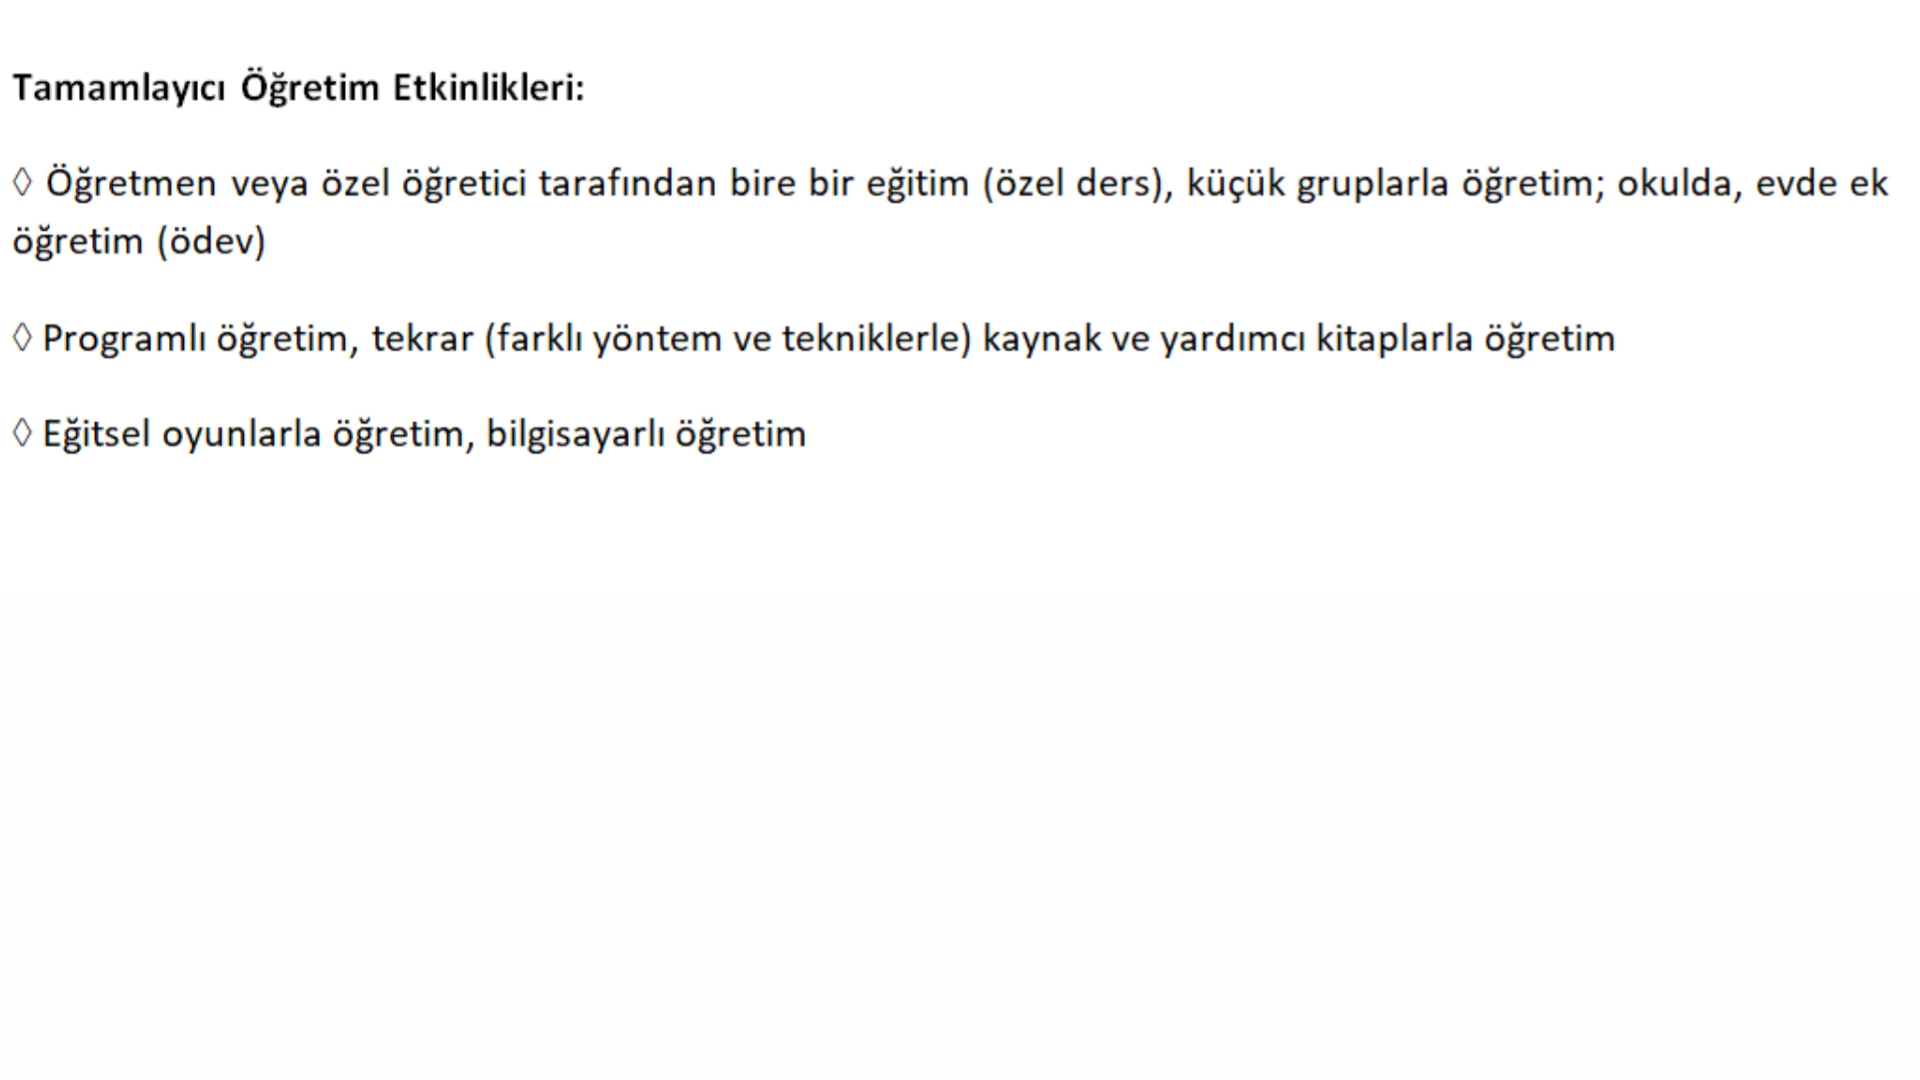 Tamamlayıcı Öğretim Etkinlikleri:
◊ Öğretmen veya özel öğretici tarafından bire bir eğitim (özel ders), küçük gruplarla öğretim; okulda, evde ek
öğretim (ödev)
◊ Programlı öğretim, tekrar (farklı yöntem ve tekniklerle) kaynak ve yardımcı kitaplarla öğretim
◊ Eğitsel oyunlarla öğretim, bilgisayarlı öğretim